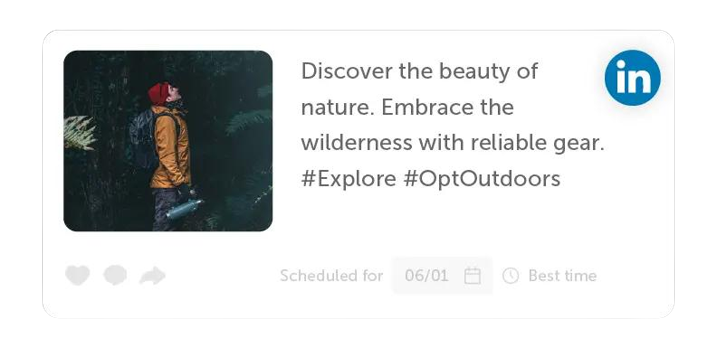 Discover the beauty of
nature. Embrace the
wilderness with reliable gear.
#Explore #OptOutdoors
in
Scheduled for 06/01 Best time